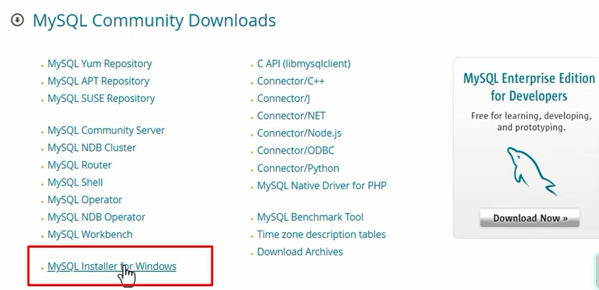 MySQL Community Downloads
MySQL Yum Repository
MySQL APT Repository
MySQL SUSE Repository
MySQL Community Server
MySQL NDB Cluster
MySQL Router
MySQL Shell
MySQL Operator
MySQL NDB Operator
MySQL Workbench
MySQL Installer for Windows
C API (libmysqlclient)
Connector/C++
Connector/J
Connector/NET
Connector/Node.js
Connector/ODBC
Connector/Python
MySQL Native Driver for PHP
MySQL Benchmark Tool
Time zone description tables
Download Archives
MySQL Enterprise Edition
for Developers
Free for learning, developing,
and prototyping.
Download Now »